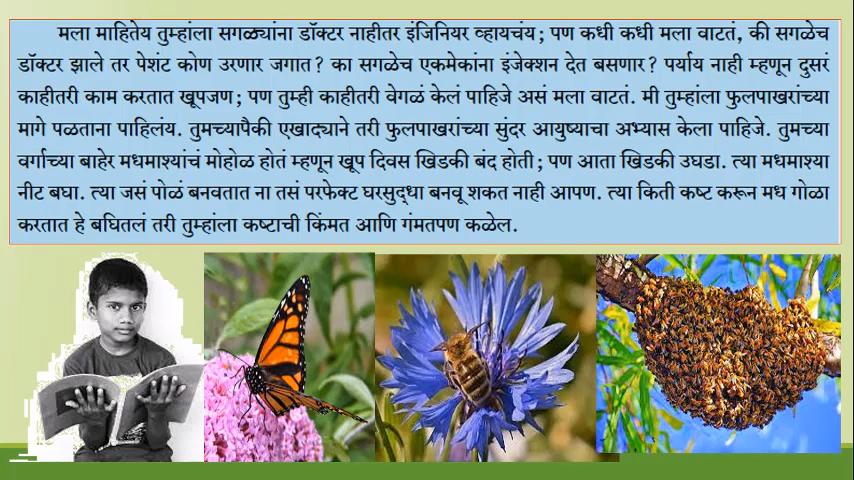 मला माहितेय तुम्हांला सगळ्यांना डॉक्टर नाहीतर इंजिनियर व्हायचंय; पण कधी कधी मला वाटतं, की सगळेच
डॉक्टर झाले तर पेशंट कोण उरणार जगात? का सगळेच एकमेकांना इंजेक्शन देत बसणार? पर्याय नाही म्हणून दुसरं
काहीतरी काम करतात खूपजण; पण तुम्ही काहीतरी वेगळं केलं पाहिजे असं मला वाटतं. मी तुम्हांला फुलपाखरांच्या
मागे पळताना पाहिलंय. तुमच्यापैकी एखाद्याने तरी फुलपाखरांच्या सुंदर आयुष्याचा अभ्यास केला पाहिजे. तुमच्या
वर्गाच्या बाहेर मधमाश्यांचं मोहोळ होतं म्हणून खूप दिवस खिडकी बंद होती; पण आता खिडकी उघडा. त्या मधमाश्या
नीट बघा. त्या जसं पोळं बनवतात ना तसं परफेक्ट घरसुद्धा बनवू शकत नाही आपण. त्या किती कष्ट करून मध गोळा
करतात हे बघितलं तरी तुम्हांला कष्टाची किंमत आणि गंमतपण कळेल.